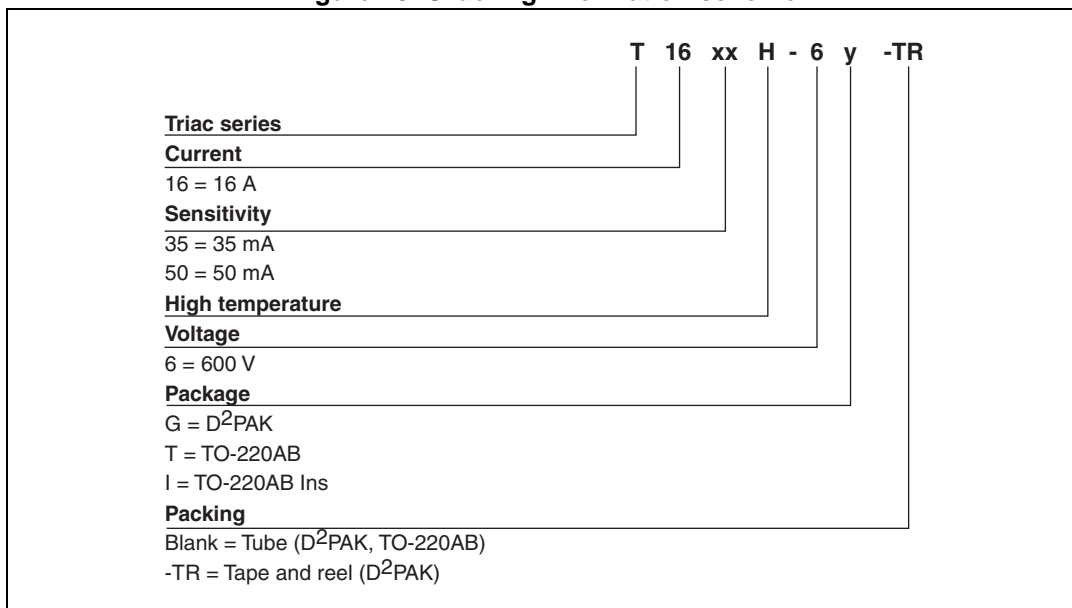 T 16 xx H - 6 y -TR
Triac series
Current
16 = 16 A
Sensitivity
35 = 35 mA
50 = 50 mA
High temperature
Voltage
6 = 600 V
Package
G = D²PAK
T = TO-220AB
I = TO-220AB Ins
Packing
Blank = Tube (D²PAK, TO-220AB)
-TR = Tape and reel (D²PAK)